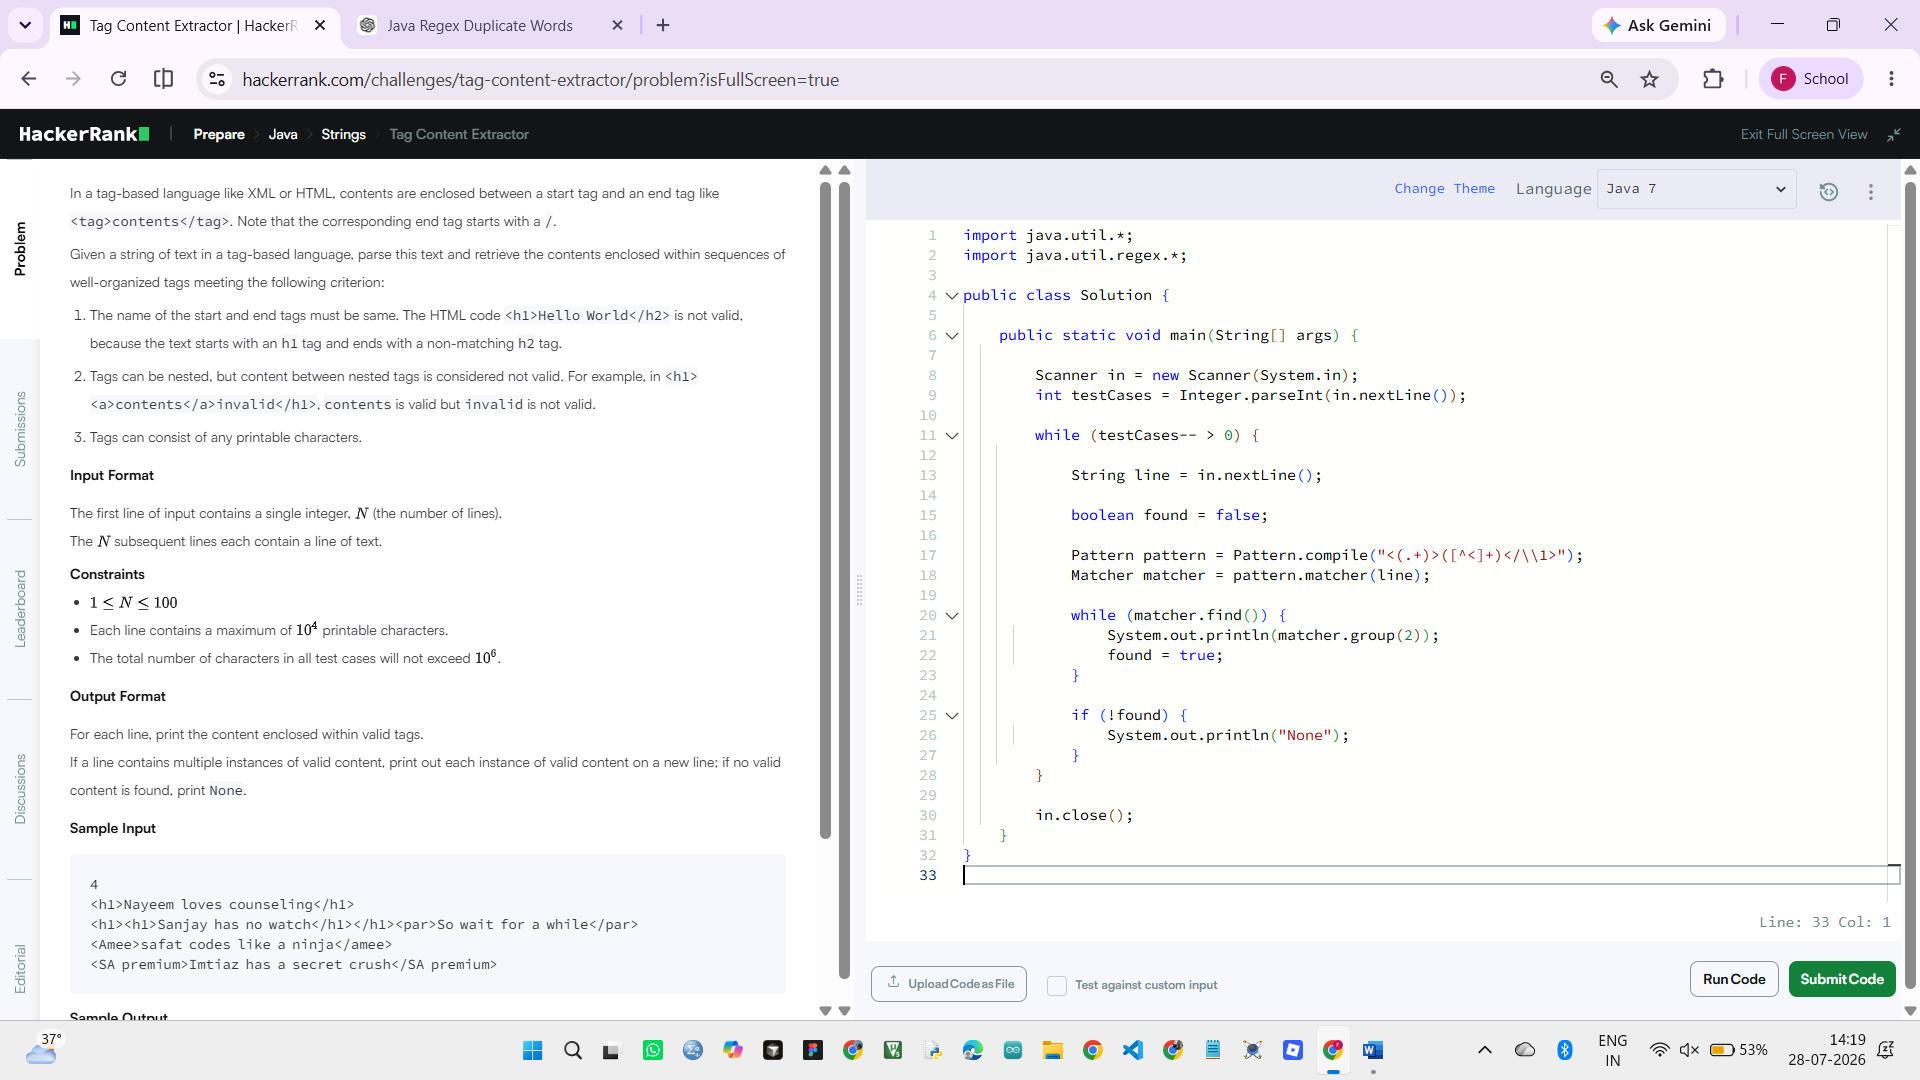 Tag Content Extractor | HackerR
Java Regex Duplicate Words
Ask Gemini
hackerrank.com/challenges/tag-content-extractor/problem?isFullScreen=true
F School
HackerRank
Prepare
Java
Strings
Tag Content Extractor
Exit Full Screen View
Problem
Submissions
Leaderboard
Discussions
Editorial
In a tag-based language like XML or HTML, contents are enclosed between a start tag and an end tag like
<tag>contents</tag>. Note that the corresponding end tag starts with a /.
Given a string of text in a tag-based language, parse this text and retrieve the contents enclosed within sequences of
well-organized tags meeting the following criterion:
1. The name of the start and end tags must be same. The HTML code <h1>Hello World</h2> is not valid,
because the text starts with an h1 tag and ends with a non-matching h2 tag.
2. Tags can be nested, but content between nested tags is considered not valid. For example, in <h1>
<a>contents</a>invalid</h1>, contents is valid but invalid is not valid.
3. Tags can consist of any printable characters.
Input Format
The first line of input contains a single integer, N (the number of lines).
The N subsequent lines each contain a line of text.
Constraints
• 1 ≤ N ≤ 100
• Each line contains a maximum of 10⁴ printable characters.
• The total number of characters in all test cases will not exceed 10⁶.
Output Format
For each line, print the content enclosed within valid tags.
If a line contains multiple instances of valid content, print out each instance of valid content on a new line; if no valid
content is found, print None.
Sample Input
4
<h1>Nayeem loves counseling</h1>
<h1><h1>Sanjay has no watch</h1></h1><par>So wait for a while</par>
<Amee>safat codes like a ninja</amee>
<SA premium>Imtiaz has a secret crush</SA premium>
Sample Output
Change Theme
Language
Java 7
1 import java.util.*;
2 import java.util.regex.*;
3
4 public class Solution {
5
6 public static void main(String[] args) {
7
8 Scanner in = new Scanner(System.in);
9 int testCases = Integer.parseInt(in.nextLine());
10
11 while (testCases-- > 0) {
12
13 String line = in.nextLine();
14
15 boolean found = false;
16
17 Pattern pattern = Pattern.compile("<(.+)>([^<]+)</\\1>");
18 Matcher matcher = pattern.matcher(line);
19
20 while (matcher.find()) {
21 System.out.println(matcher.group(2));
22 found = true;
23 }
24
25 if (!found) {
26 System.out.println("None");
27 }
28 }
29
30 in.close();
31 }
32 }
33
Line: 33 Col: 1
Upload Code as File
Test against custom input
Run Code
Submit Code
37°
ENG
IN
53%
14:19
28-07-2026